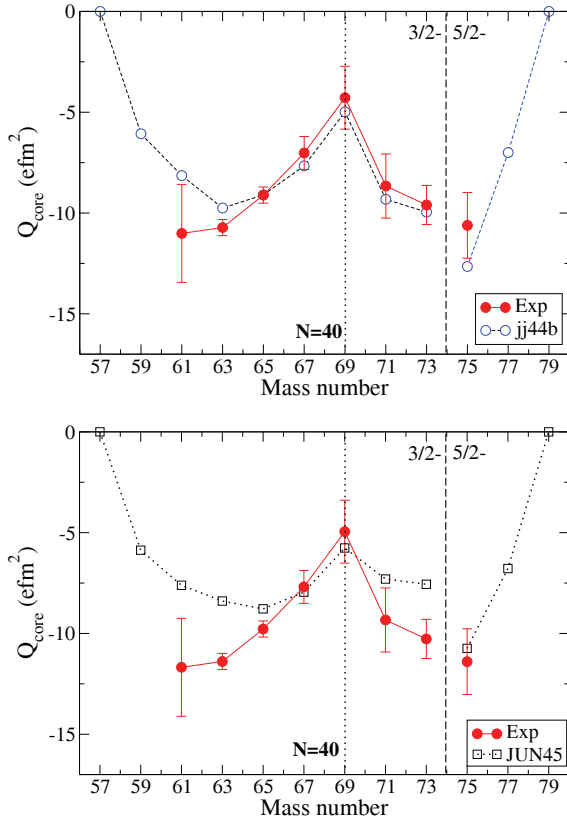 0
-5
-10
-15
Q_core (efm²)
3/2- 5/2-
N=40
Exp
jj44b
57 59 61 63 65 67 69 71 73 75 77 79
Mass number
0
-5
-10
-15
Q_core (efm²)
3/2- 5/2-
N=40
Exp
JUN45
57 59 61 63 65 67 69 71 73 75 77 79
Mass number